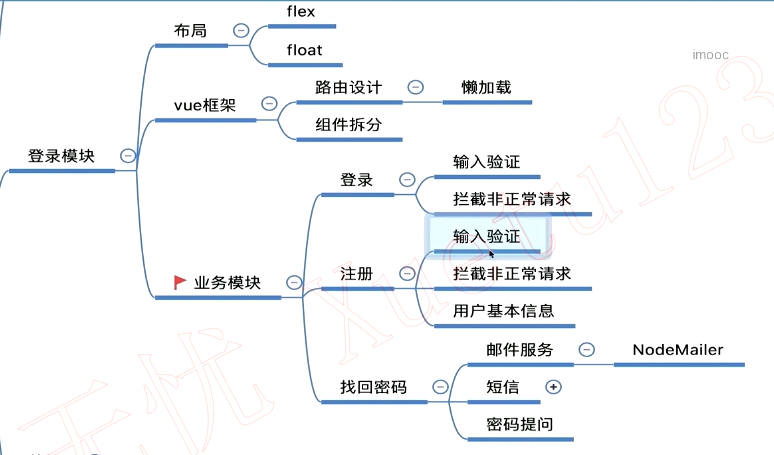 flex
布局
float
imooc
路由设计
懒加载
vue框架
组件拆分
登录模块
输入验证
登录
拦截非正常请求
输入验证
业务模块
注册
拦截非正常请求
用户基本信息
邮件服务
NodeMailer
找回密码
短信
密码提问
无忧 Xueitu123